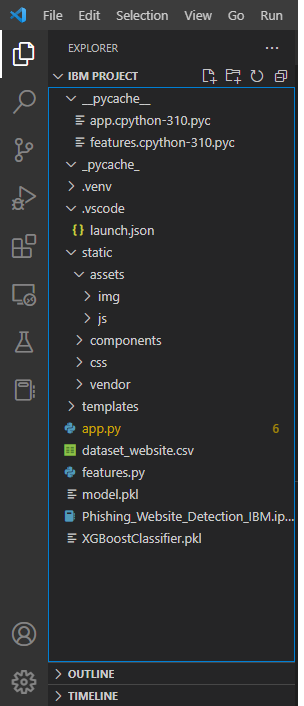 File Edit Selection View Go Run
EXPLORER ...
IBM PROJECT
__pycache__
app.cpython-310.pyc
features.cpython-310.pyc
_pycache_
.venv
.vscode
{} launch.json
static
assets
img
js
components
css
vendor
templates
app.py 6
dataset_website.csv
features.py
model.pkl
Phishing_Website_Detection_IBM.ip...
XGBoostClassifier.pkl
OUTLINE
TIMELINE